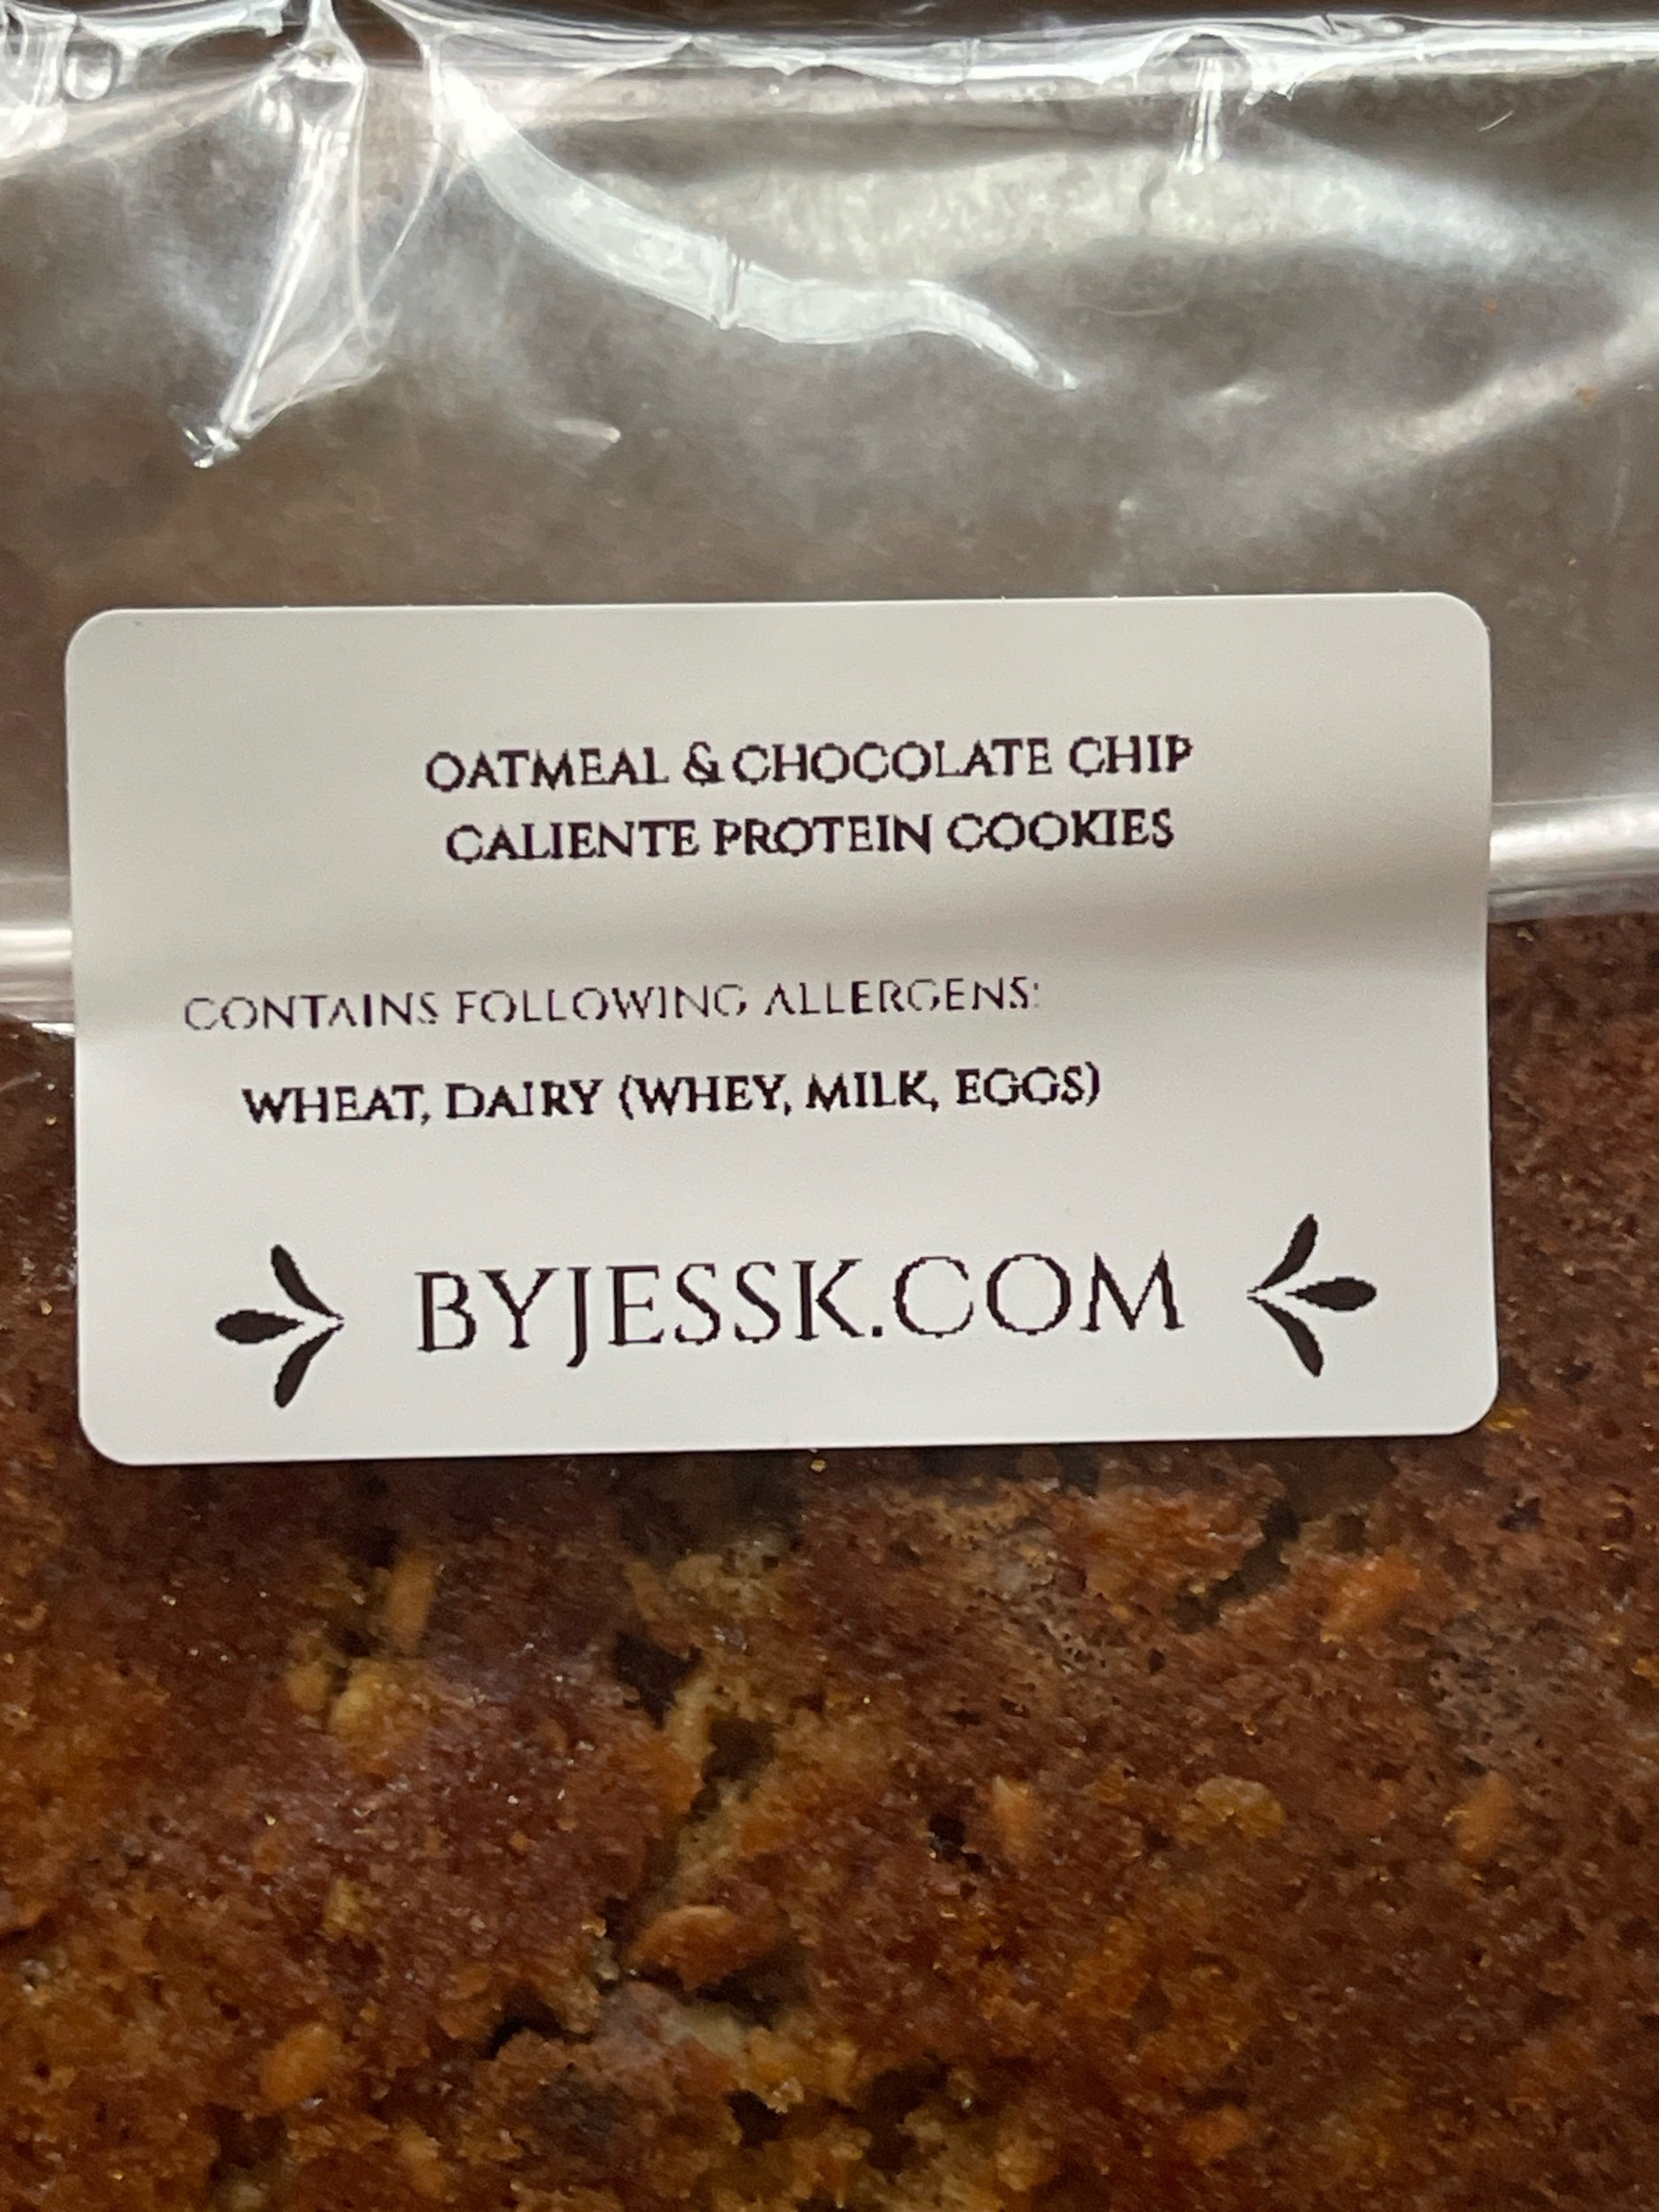 OATMEAL & CHOCOLATE CHIP
CALIENTE PROTEIN COOKIES
CONTAINS FOLLOWING ALLERGENS:
WHEAT, DAIRY (WHEY, MILK, EGGS)
BYJESSK.COM